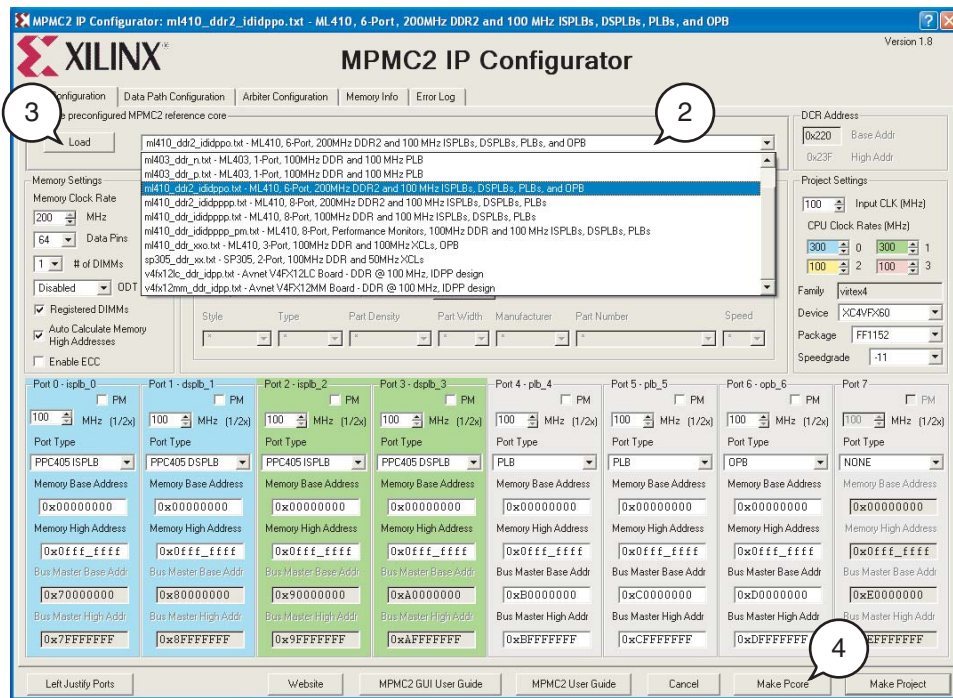 MPMC2 IP Configurator: ml410_ddr2_ididppo.txt - ML410, 6-Port, 200MHz DDR2 and 100 MHz ISPLBs, DSPLBs, PLBs, and OPB
XILINX® MPMC2 IP Configurator Version 1.8
Configuration Data Path Configuration Arbiter Configuration Memory Info Error Log
3 2
preconfigured MPMC2 reference core DCR Address
Load ml410_ddr2_ididppo.txt - ML410, 6-Port, 200MHz DDR2 and 100 MHz ISPLBs, DSPLBs, PLBs, and OPB 0x220 Base Addr
ml403_ddr_n.txt - ML403, 1-Port, 100MHz DDR and 100 MHz PLB 0x23F High Addr
ml403_ddr_p.txt - ML403, 1-Port, 100MHz DDR and 100 MHz PLB
Memory Settings ml410_ddr2_ididppo.txt - ML410, 6-Port, 200MHz DDR2 and 100 MHz ISPLBs, DSPLBs, PLBs, and OPB Project Settings
Memory Clock Rate ml410_ddr2_ididpppp.txt - ML410, 8-Port, 200MHz DDR2 and 100 MHz ISPLBs, DSPLBs, PLBs
200 MHz ml410_ddr_ididpppp.txt - ML410, 8-Port, 100MHz DDR and 100 MHz ISPLBs, DSPLBs, PLBs 100 Input CLK (MHz)
ml410_ddr_ididpppp_pm.txt - ML410, 8-Port, Performance Monitors, 100MHz DDR and 100 MHz ISPLBs, DSPLBs, PLBs CPU Clock Rates (MHz)
64 Data Pins ml410_ddr_xxo.txt - ML410, 3-Port, 100MHz DDR and 100MHz XCLs, OPB 300 0 300 1
1 # of DIMMs sp305_ddr_xx.txt - SP305, 2-Port, 100MHz DDR and 50MHz XCLs 100 2 100 3
v4fx12lc_ddr_idpp.txt - Avnet V4FX12LC Board - DDR @ 100 MHz, IDPP design
Disabled ODT v4fx12mm_ddr_idpp.txt - Avnet V4FX12MM Board - DDR @ 100 MHz, IDPP design Family virtex4
Registered DIMMs Style Type Part Density Part Width Manufacturer Part Number Speed Device XC4VFX60
Auto Calculate Memory High Addresses * * * * * * * Package FF1152
Enable ECC Speedgrade -11
Port 0 - isplb_0 Port 1 - dsplb_1 Port 2 - isplb_2 Port 3 - dsplb_3 Port 4 - plb_4 Port 5 - plb_5 Port 6 - opb_6 Port 7
PM PM PM PM PM PM PM PM
100 MHz (1/2x) 100 MHz (1/2x) 100 MHz (1/2x) 100 MHz (1/2x) 100 MHz (1/2x) 100 MHz (1/2x) 100 MHz (1/2x) 100 MHz (1/2x)
Port Type Port Type Port Type Port Type Port Type Port Type Port Type Port Type
PPC405 ISPLB PPC405 DSPLB PPC405 ISPLB PPC405 DSPLB PLB PLB OPB NONE
Memory Base Address Memory Base Address Memory Base Address Memory Base Address Memory Base Address Memory Base Address Memory Base Address Memory Base Address
0x00000000 0x00000000 0x00000000 0x00000000 0x00000000 0x00000000 0x00000000 0x00000000
Memory High Address Memory High Address Memory High Address Memory High Address Memory High Address Memory High Address Memory High Address Memory High Address
0x0fff_ffff 0x0fff_ffff 0x0fff_ffff 0x0fff_ffff 0x0fff_ffff 0x0fff_ffff 0x0fff_ffff 0x0fff_ffff
Bus Master Base Addr Bus Master Base Addr Bus Master Base Addr Bus Master Base Addr Bus Master Base Addr Bus Master Base Addr Bus Master Base Addr Bus Master Base Addr
0x70000000 0x80000000 0x90000000 0xA0000000 0xB0000000 0xC0000000 0xD0000000 0xE0000000
Bus Master High Addr Bus Master High Addr Bus Master High Addr Bus Master High Addr Bus Master High Addr Bus Master High Addr Bus Master High Addr Bus Master High Addr
0x7FFFFFFF 0x8FFFFFFF 0x9FFFFFFF 0xAFFFFFFF 0xBFFFFFFF 0xCFFFFFFF 0xDFFFFFFF
4
Left Justify Ports Website MPMC2 GUI User Guide MPMC2 User Guide Cancel Make Pcore Make Project